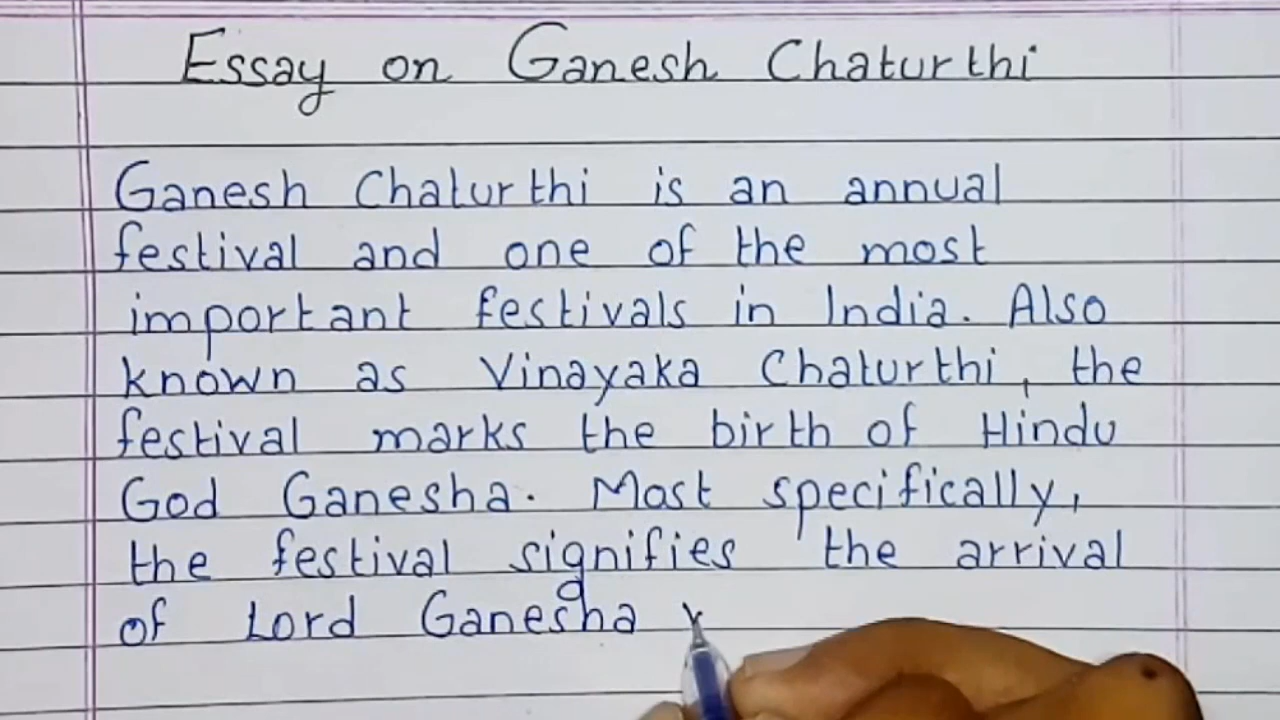 Essay on Ganesh Chaturthi
Ganesh Chaturthi is an annual
festival and one of the most
important festivals in India. Also
known as Vinayaka Chaturthi, the
festival marks the birth of Hindu
God Ganesha. Most specifically,
the festival signifies the arrival
of Lord Ganesha